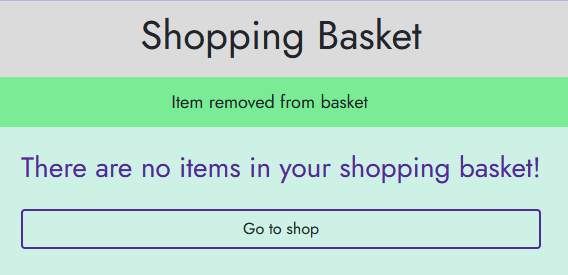 Shopping Basket
Item removed from basket
There are no items in your shopping basket!
Go to shop